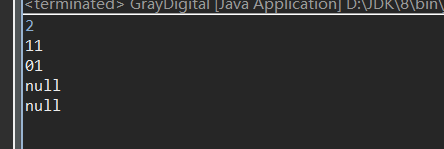 <terminated> GrayDigital [Java Application] D:\JDK\8\bin\
2
11
01
null
null